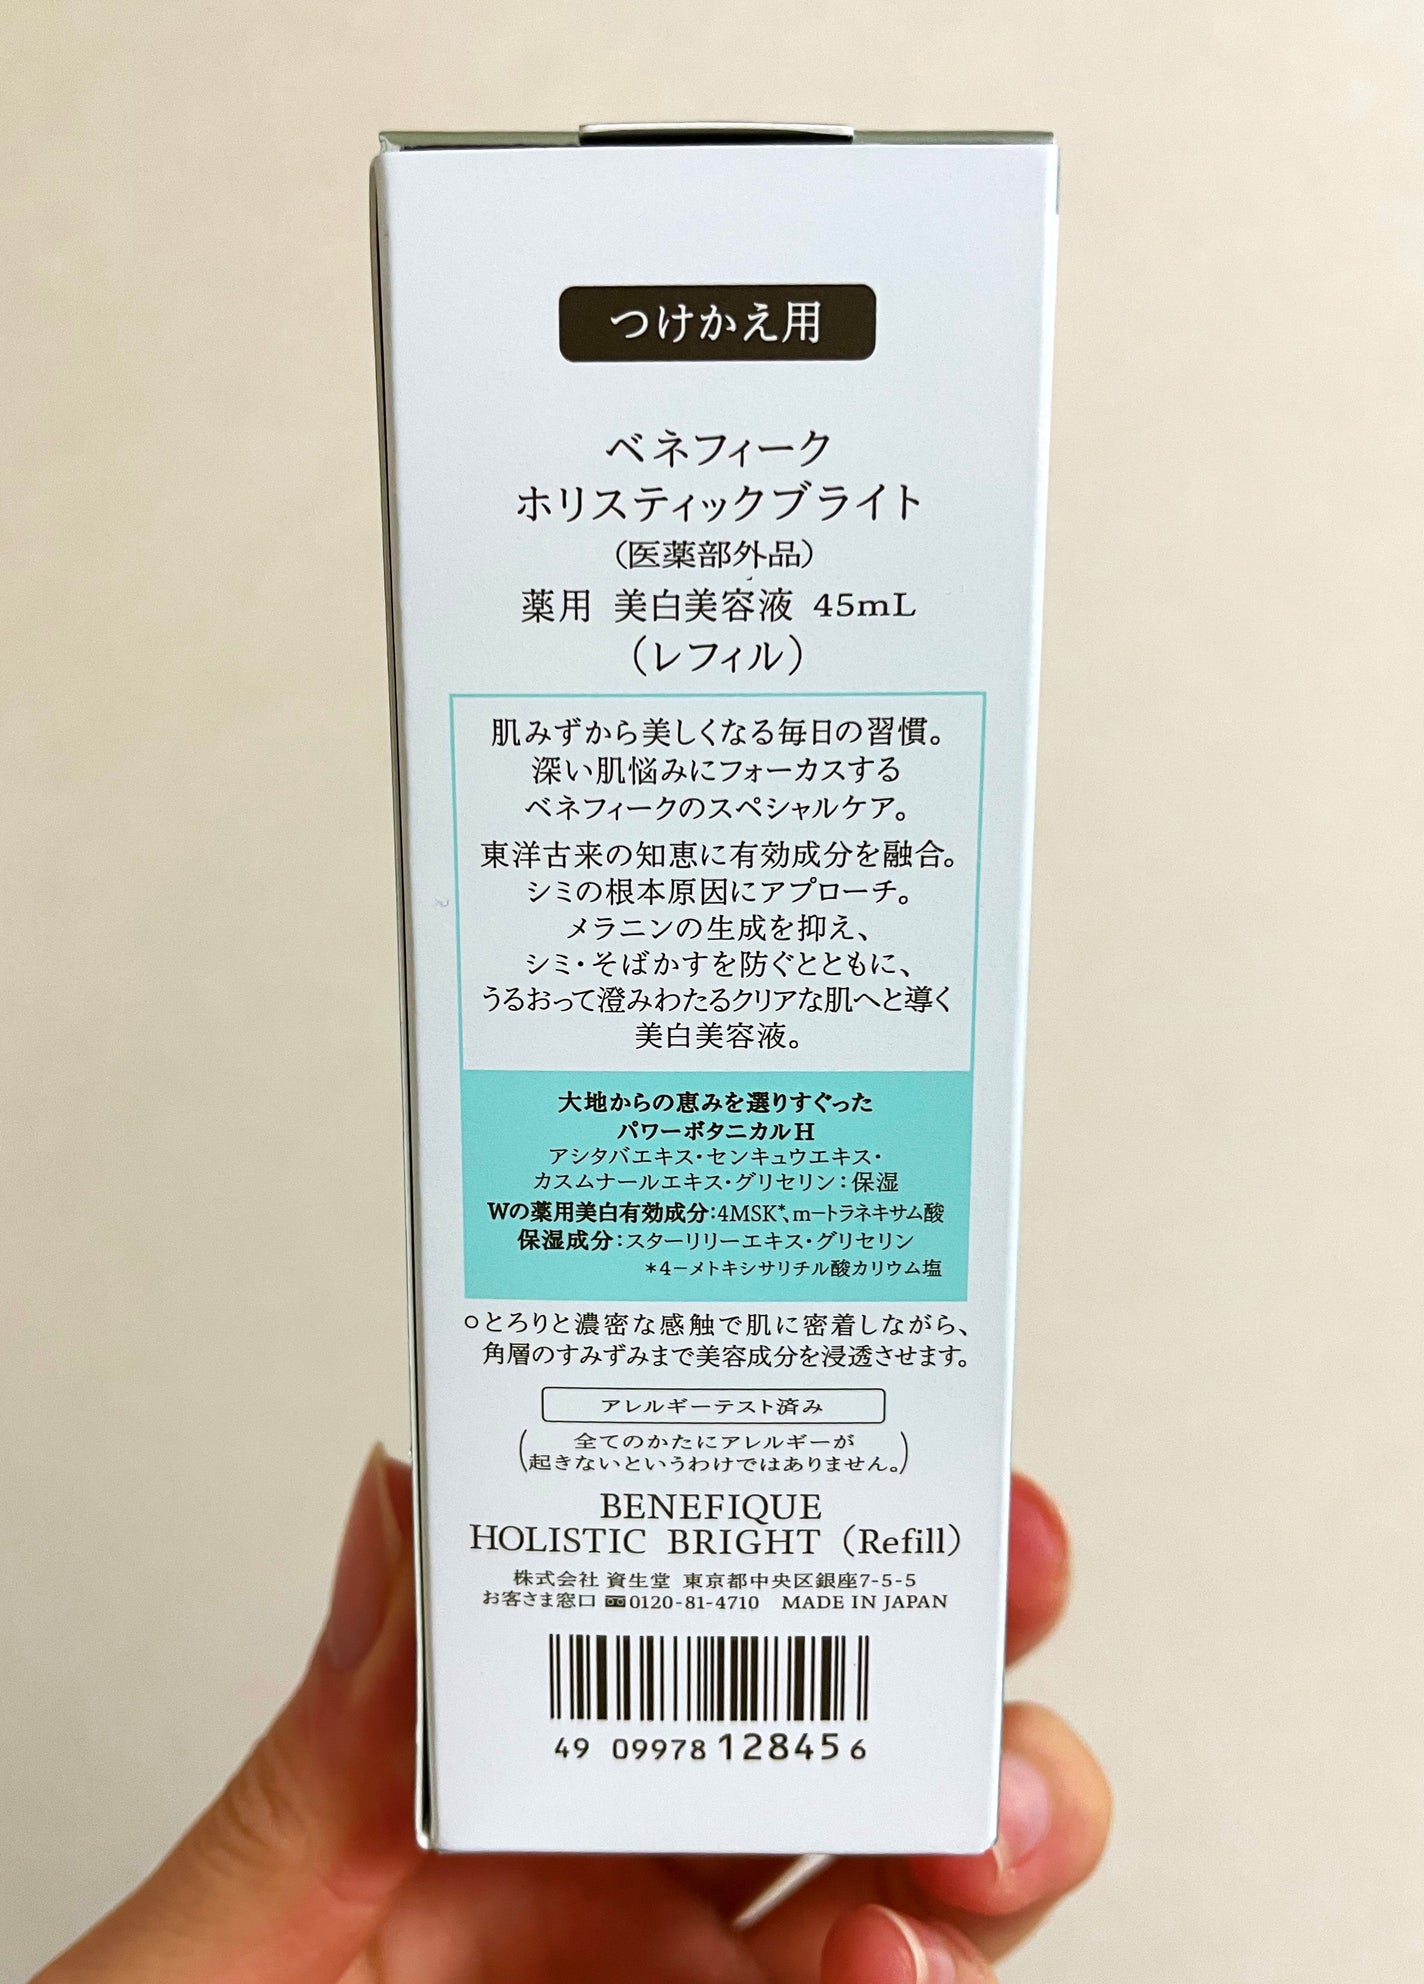 つけかえ用
ベネフィーク
ホリスティックブライト
（医薬部外品）
薬用 美白美容液 45mL
（レフィル）
肌みずから美しくなる毎日の習慣。
深い肌悩みにフォーカスする
ベネフィークのスペシャルケア。
東洋古来の知恵に有効成分を融合。
シミの根本原因にアプローチ。
メラニンの生成を抑え、
シミ・そばかすを防ぐとともに、
うるおって澄みわたるクリアな肌へと導く
美白美容液。
大地からの恵みを選りすぐった
パワーボタニカルH
アシタバエキス・センキュウエキス・
カスムナールエキス・グリセリン：保湿
Wの薬用美白有効成分：4MSK*、m−トラネキサム酸
保湿成分：スターリリーエキス・グリセリン
＊4−メトキシサリチル酸カリウム塩
○とろりと濃密な感触で肌に密着しながら、
角層のすみずみまで美容成分を浸透させます。
アレルギーテスト済み
（全てのかたにアレルギーが
起きないというわけではありません。）
BENEFIQUE
HOLISTIC BRIGHT（Refill）
株式会社 資生堂 東京都中央区銀座7-5-5
お客さま窓口 0120-81-4710 MADE IN JAPAN
49 09978 12845 6